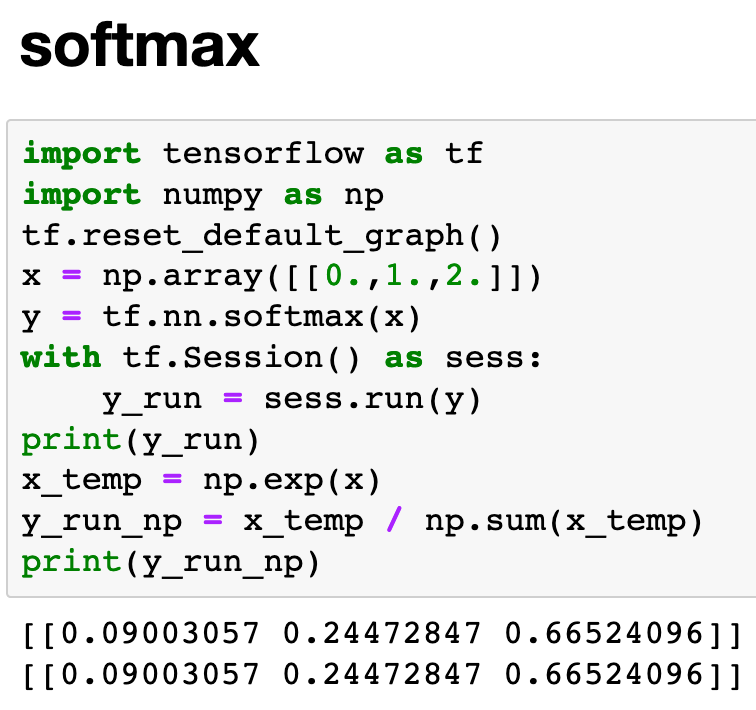 softmax
import tensorflow as tf
import numpy as np
tf.reset_default_graph()
x = np.array([[0.,1.,2.]])
y = tf.nn.softmax(x)
with tf.Session() as sess:
    y_run = sess.run(y)
print(y_run)
x_temp = np.exp(x)
y_run_np = x_temp / np.sum(x_temp)
print(y_run_np)
[[0.09003057 0.24472847 0.66524096]]
[[0.09003057 0.24472847 0.66524096]]